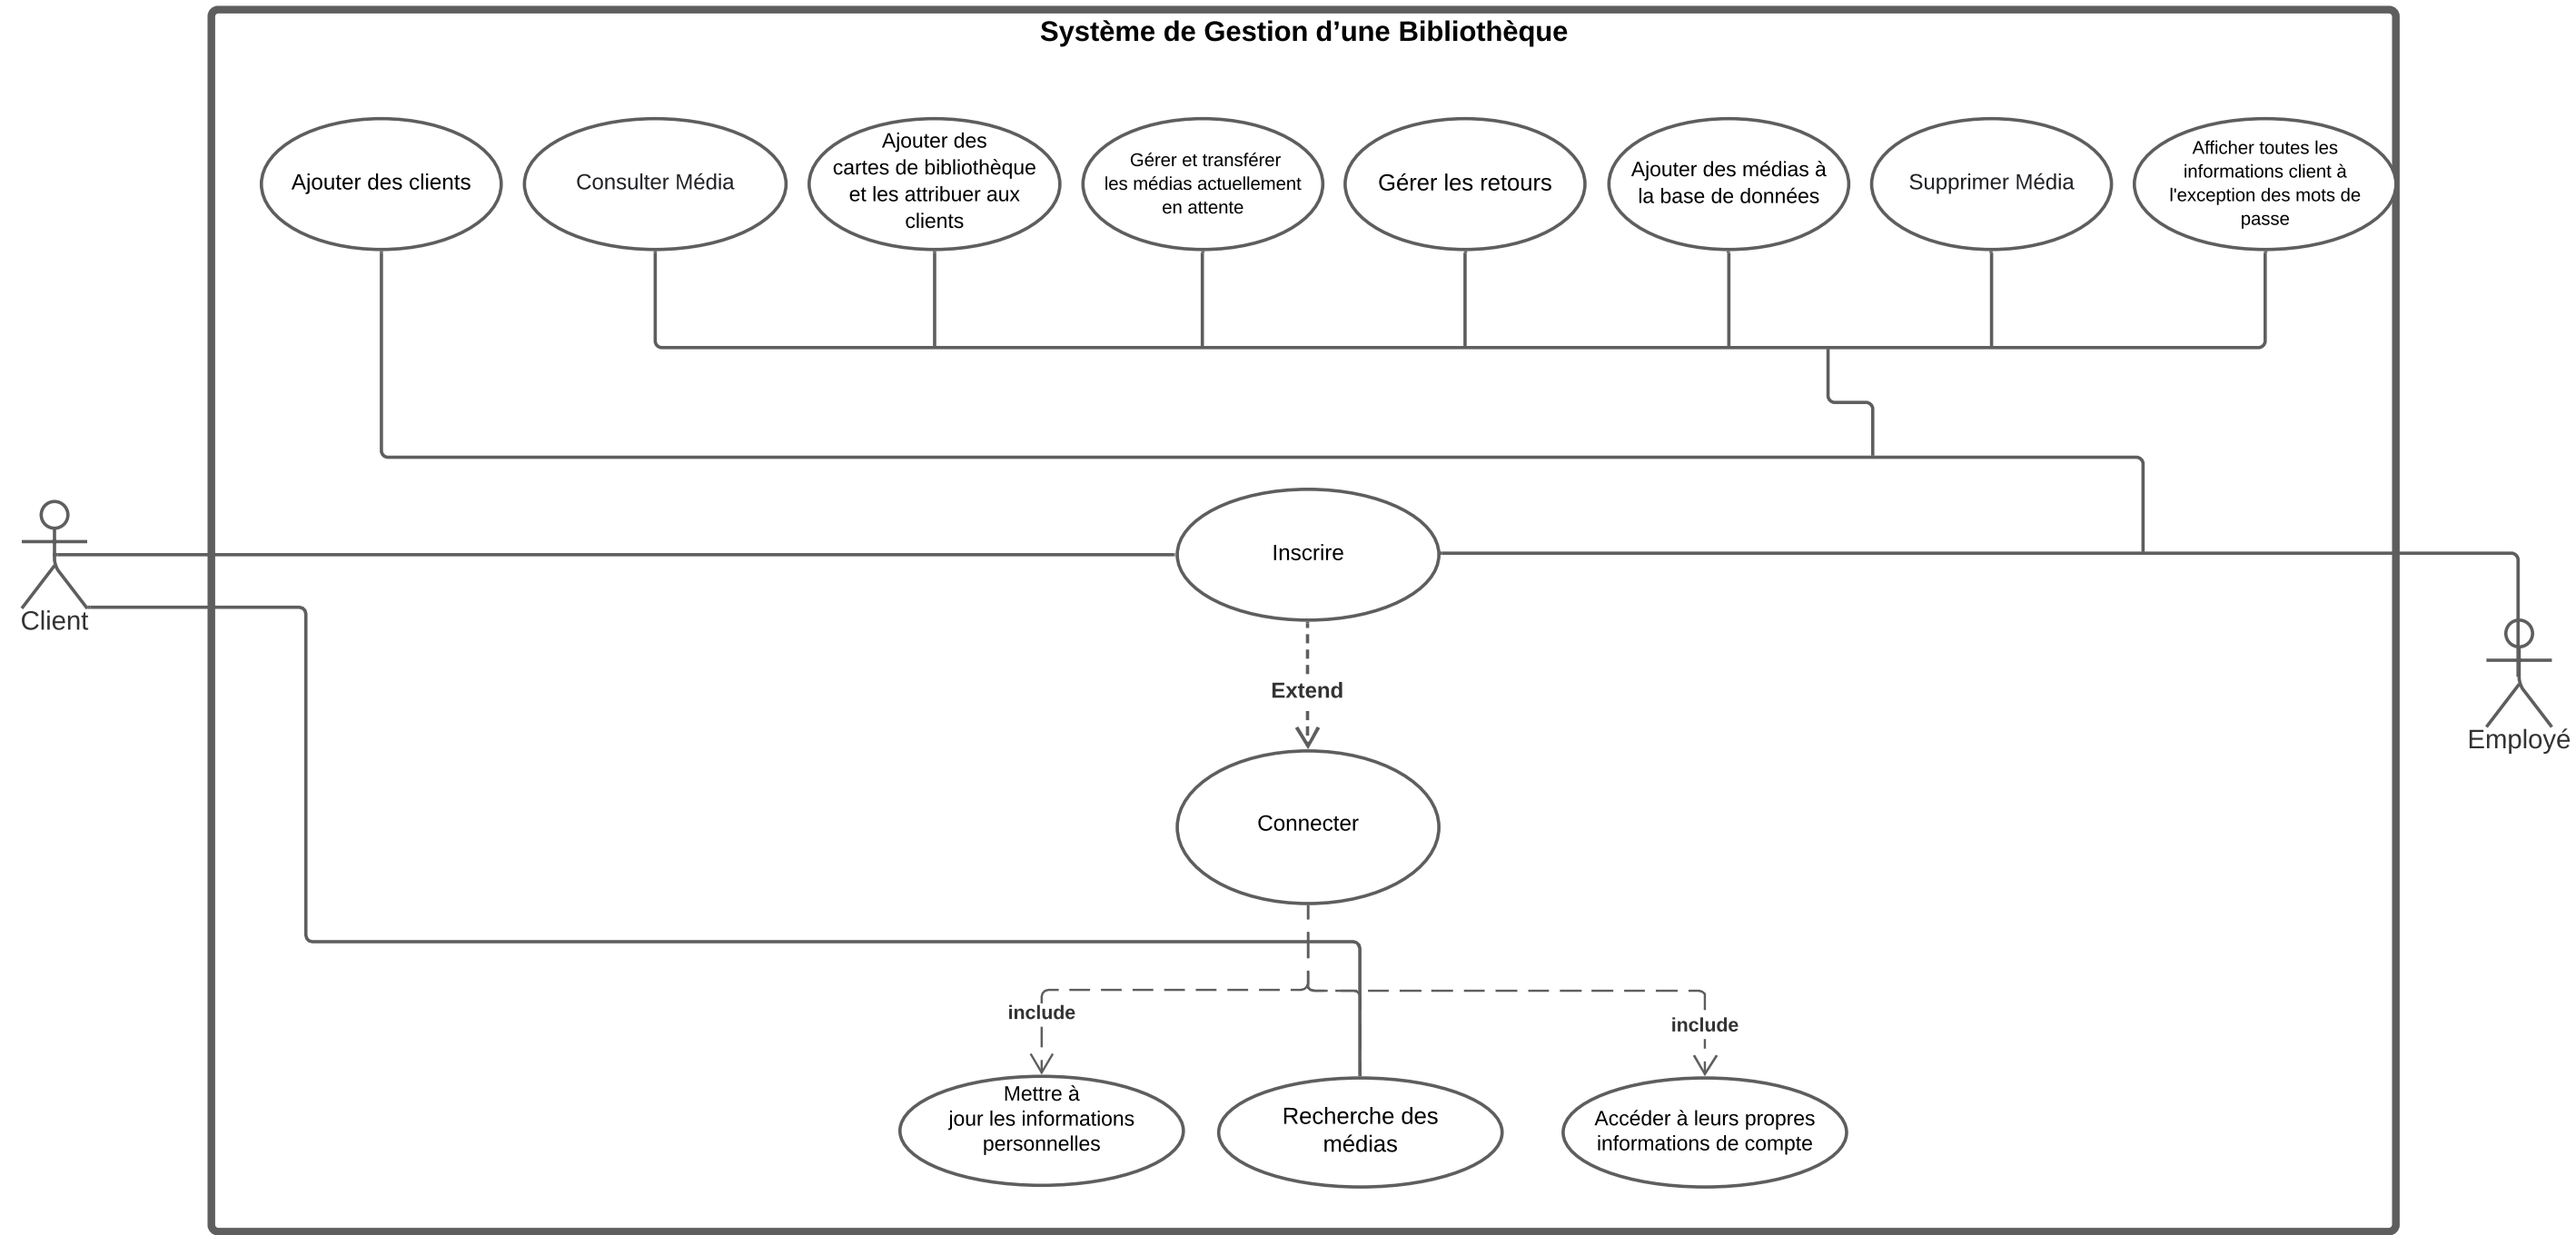 Système de Gestion d’une Bibliothèque
Ajouter des clients
Consulter Média
Ajouter des
cartes de bibliothèque
et les attribuer aux
clients
Gérer et transférer
les médias actuellement
en attente
Gérer les retours
Ajouter des médias à
la base de données
Supprimer Média
Afficher toutes les
informations client à
l'exception des mots de
passe
Client
Inscrire
Employé
Extend
Connecter
include
include
Mettre à
jour les informations
personnelles
Recherche des
médias
Accéder à leurs propres
informations de compte